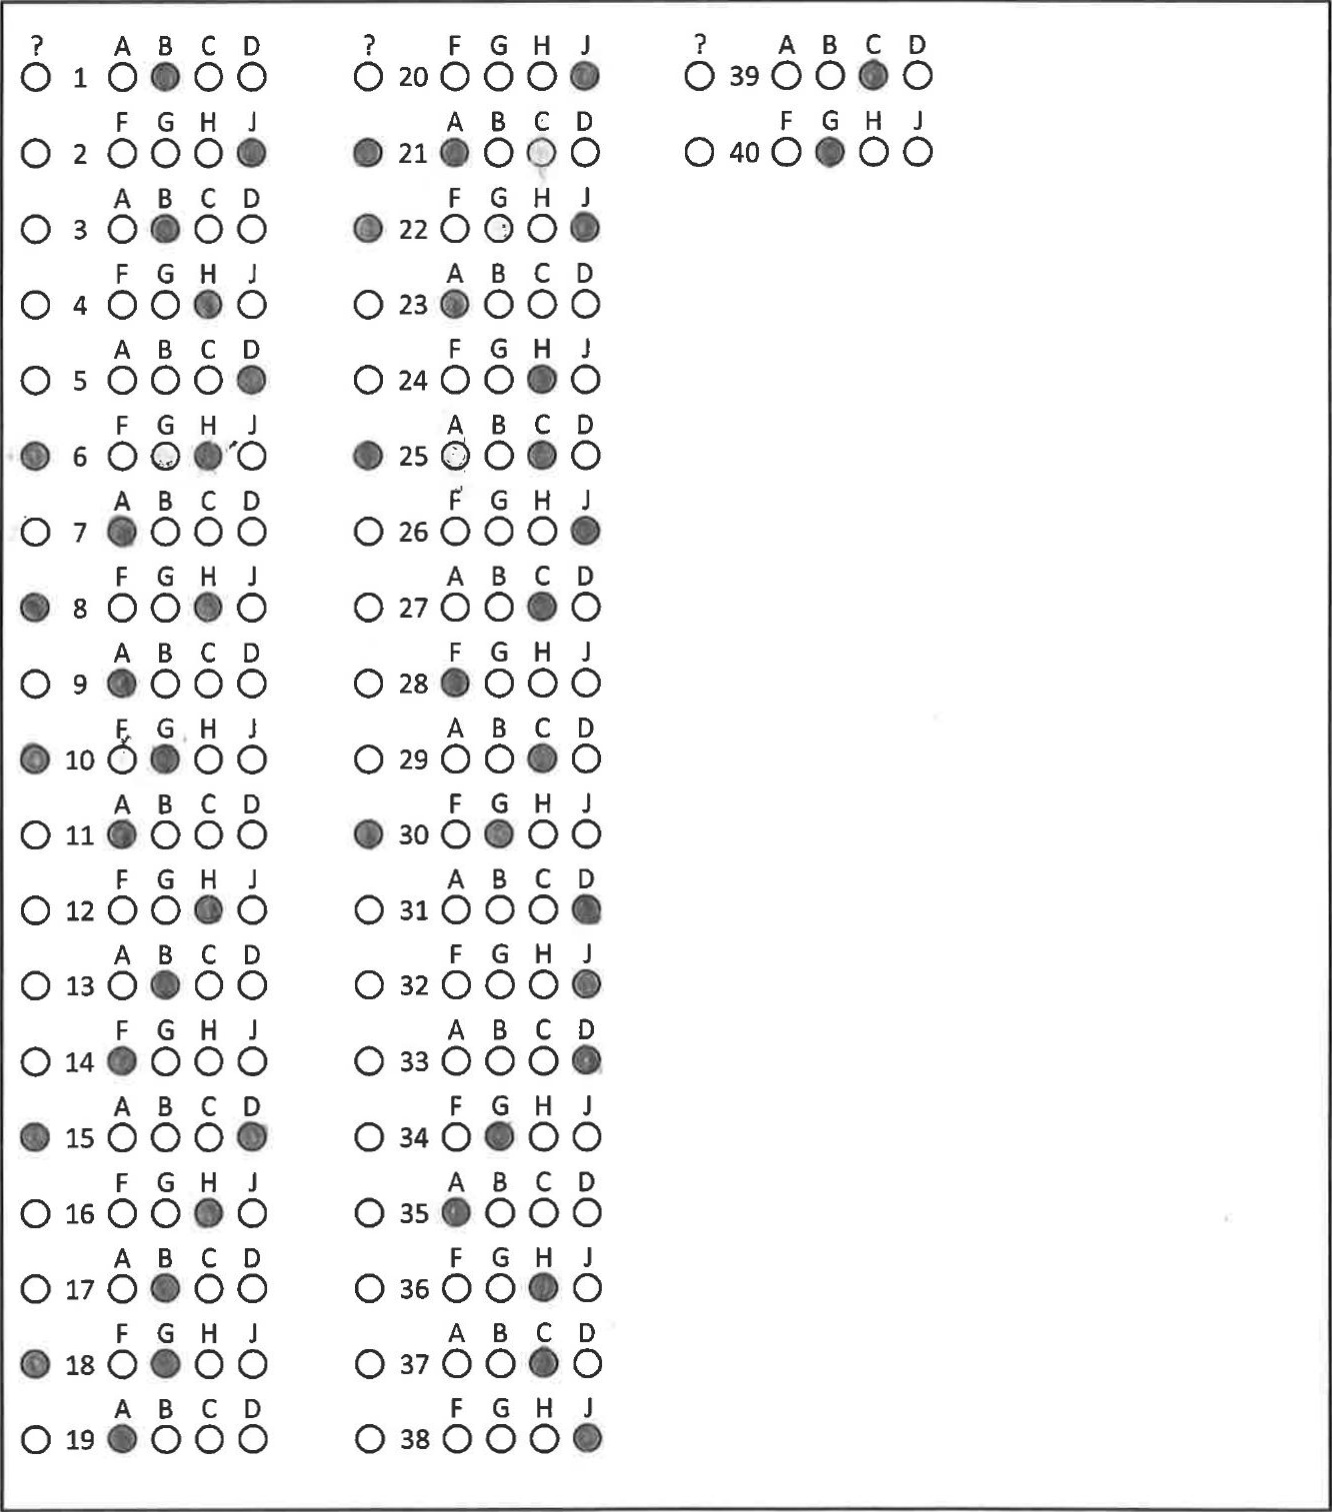 ? A B C D
1
F G H J
2
A B C D
3
F G H J
4
A B C D
5
F G H J
6
A B C D
7
F G H J
8
A B C D
9
F G H J
10
A B C D
11
F G H J
12
A B C D
13
F G H J
14
A B C D
15
F G H J
16
A B C D
17
F G H J
18
A B C D
19
? F G H J
20
A B C D
21
F G H J
22
A B C D
23
F G H J
24
A B C D
25
F G H J
26
A B C D
27
F G H J
28
A B C D
29
F G H J
30
A B C D
31
F G H J
32
A B C D
33
F G H J
34
A B C D
35
F G H J
36
A B C D
37
F G H J
38
? A B C D
39
F G H J
40